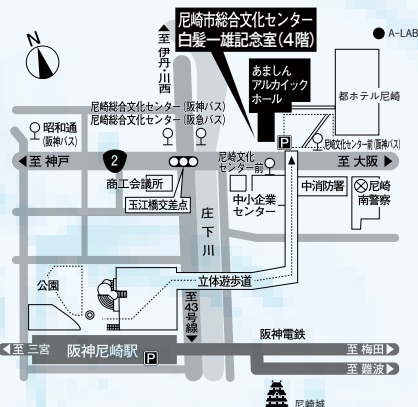 N
至伊丹・川西
尼崎市総合文化センター
白髪一雄記念室(4階)
A-LAB
あましん
アルカイック
ホール
都ホテル尼崎
尼崎総合文化センター(阪神バス)
尼崎総合文化センター(阪急バス)
昭和通
(阪神バス)
尼崎文化センター前(阪神バス)
P
至 神戸
2
尼崎文化
センター前
至 大阪
商工会議所
玉江橋交差点
庄下川
中小企業
センター
中消防署
尼崎
南警察
公園
立体遊歩道
至43号線
阪神電鉄
至 三宮
阪神尼崎駅
P
至 梅田
至 難波
尼崎城